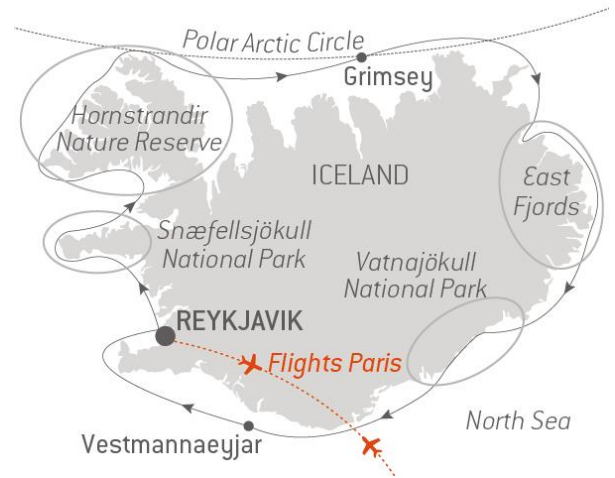 Polar Arctic Circle
Grimsey
Hornstrandir
Nature Reserve
ICELAND
East
Fjords
Snæfellsjökull
National Park
Vatnajökull
National Park
REYKJAVIK
Flights Paris
North Sea
Vestmannaeyjar